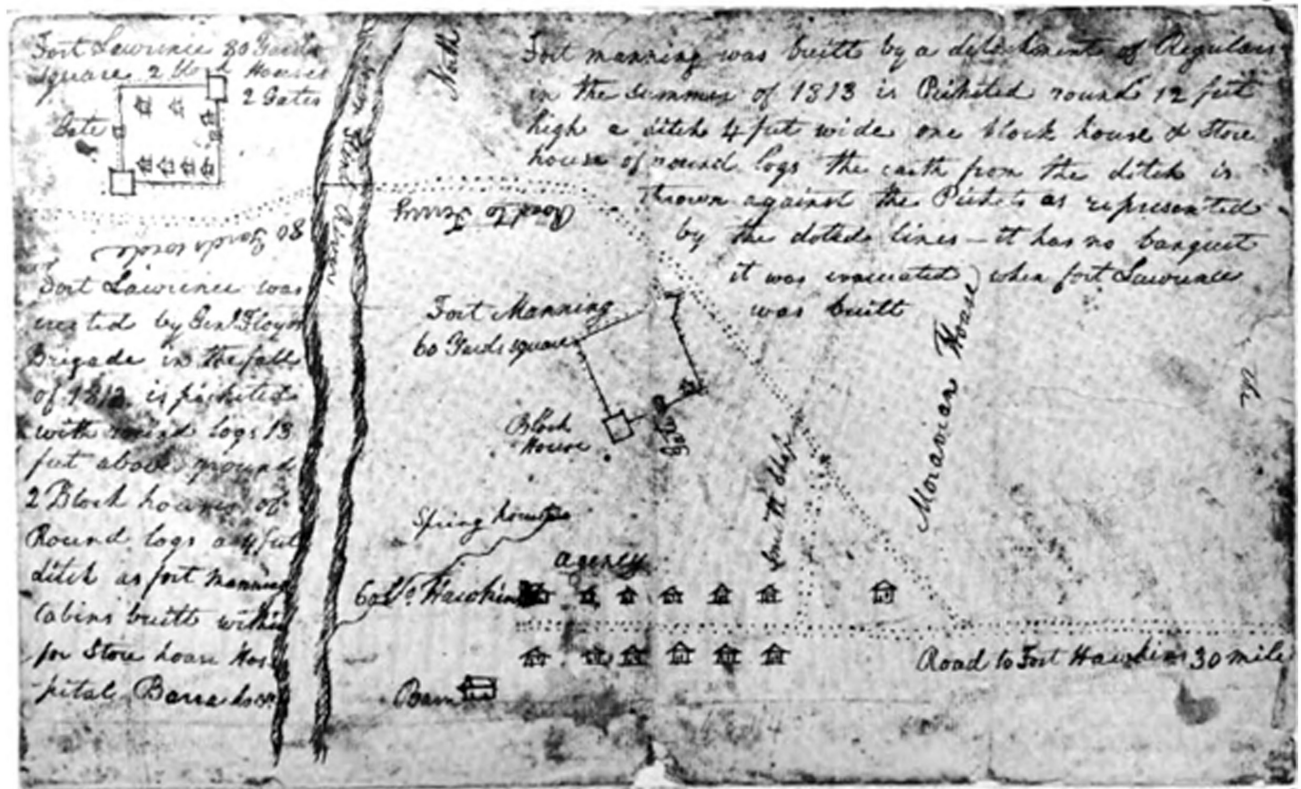 Fort Lawrence 80 Yards
square 2 block Houses
2 Gates
Gate
80 Yards wide
Fort Lawrence was
erected by Genl. Floyds
Brigade in the fall
of 1813 is picketed
with round logs 13
feet above ground
2 Block houses of
Round logs a 4 feet
ditch as fort manning
Cabins built within
for Store house Hos
pital Barracks
Flint River
North
Fort manning was built by a detachment of Regulars
in the summer of 1813 is Picketed round 12 feet
high a ditch 4 feet wide one block house & Store
house of round logs the earth from the ditch is
thrown against the Pickets as represented
by the doted lines - it has no banquet
it was evacuated when fort Lawrence
was built
Road to Ferry
Fort Manning
60 Yards square
Block
House
gate
Smith Shop
Moravian House
the
Spring house
agency
Hawkins
Barn
Road to Fort Hawkins 30 mile